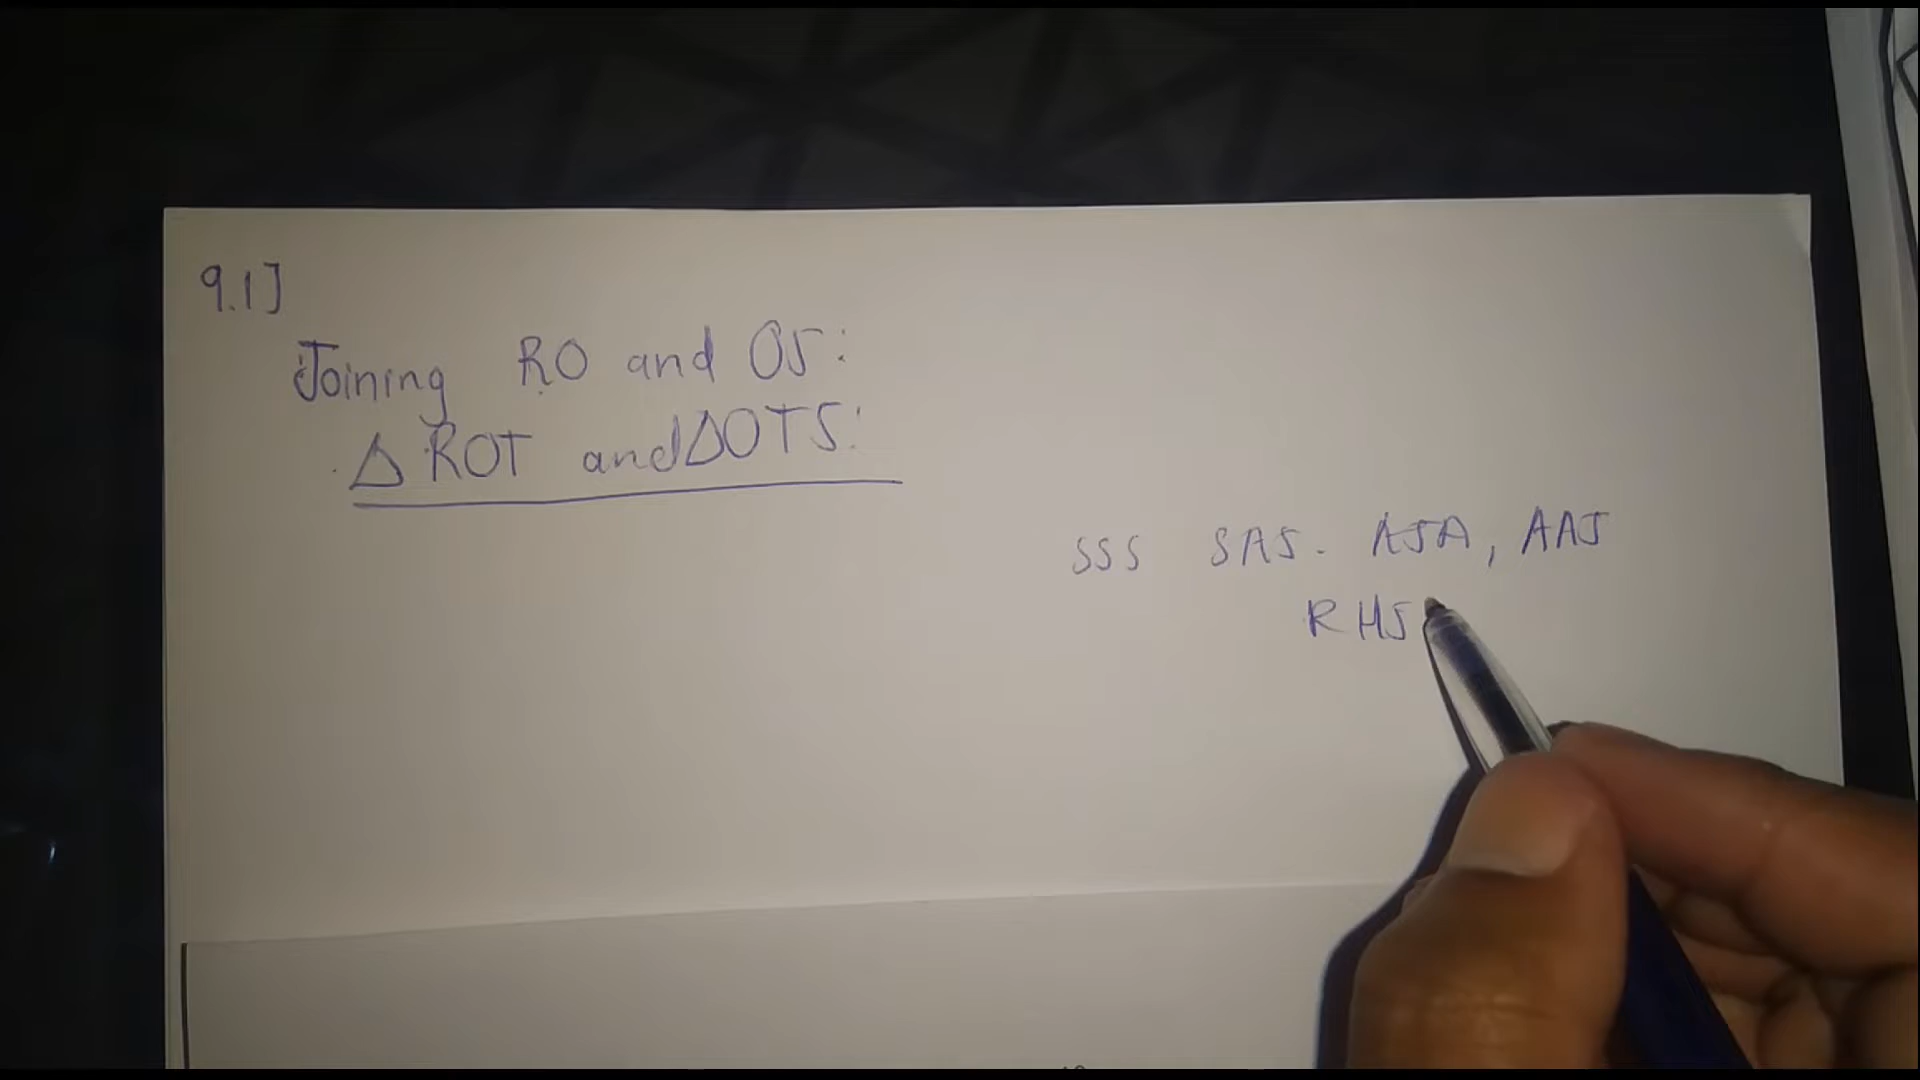 9.1]
Joining RO and OS:
△ ROT and △OTS:
SSS SAS. ASA, AAS
RHS